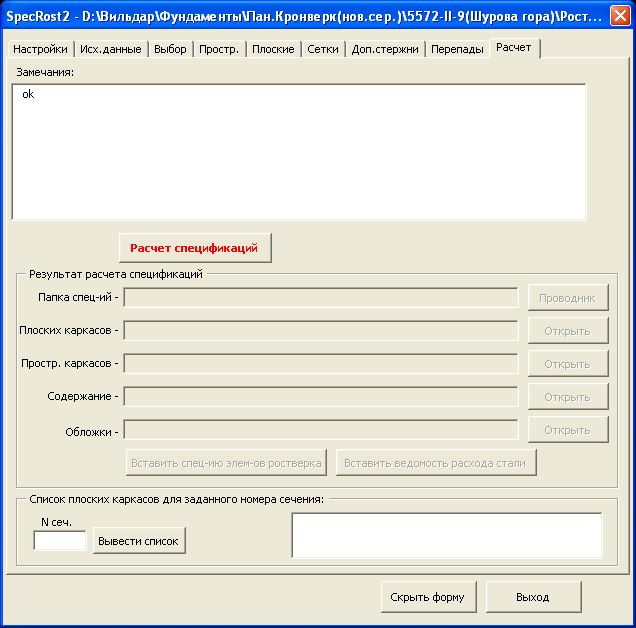 SpecRost2 - D:\Вильдар\Фундаменты\Пан.Кронверк(нов.сер.)\5572-II-9(Шурова гора)\Рост...
Настройки Исх.данные Выбор Простр. Плоские Сетки Доп.стержни Перепады Расчет
Замечания:
ok
Расчет спецификаций
Результат расчета спецификаций
Папка спец-ий - Проводник
Плоских каркасов - Открыть
Простр. каркасов - Открыть
Содержание - Открыть
Обложки - Открыть
Вставить спец-ию элем-ов ростверка Вставить ведомость расхода стали
Список плоских каркасов для заданного номера сечения:
N сеч.
Вывести список
Скрыть форму Выход